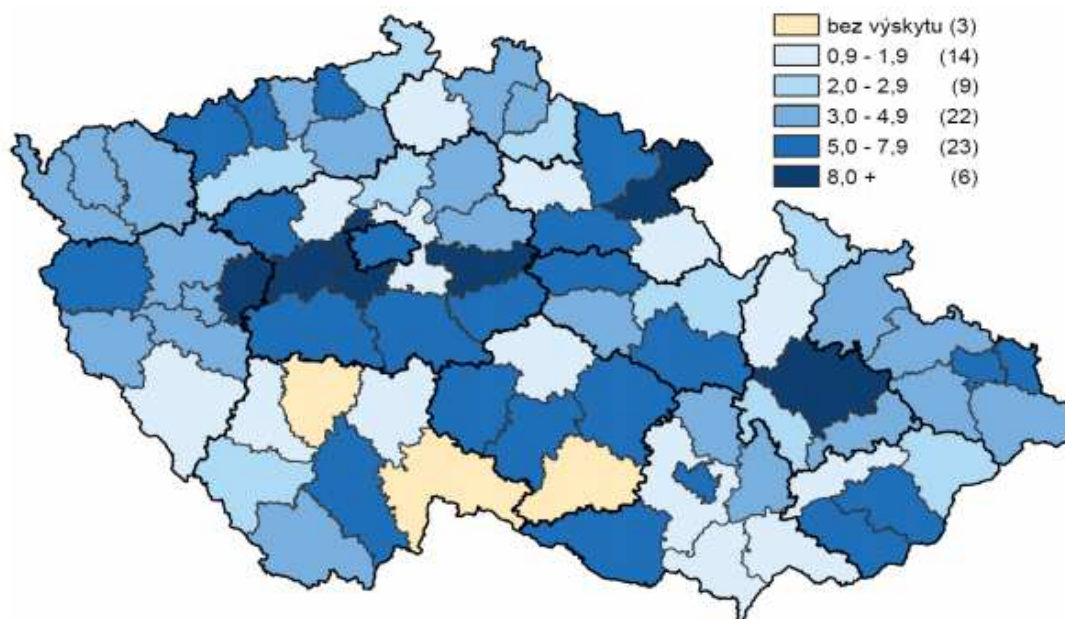 bez výskytu (3)
0,9 - 1,9 (14)
2,0 - 2,9 (9)
3,0 - 4,9 (22)
5,0 - 7,9 (23)
8,0 + (6)